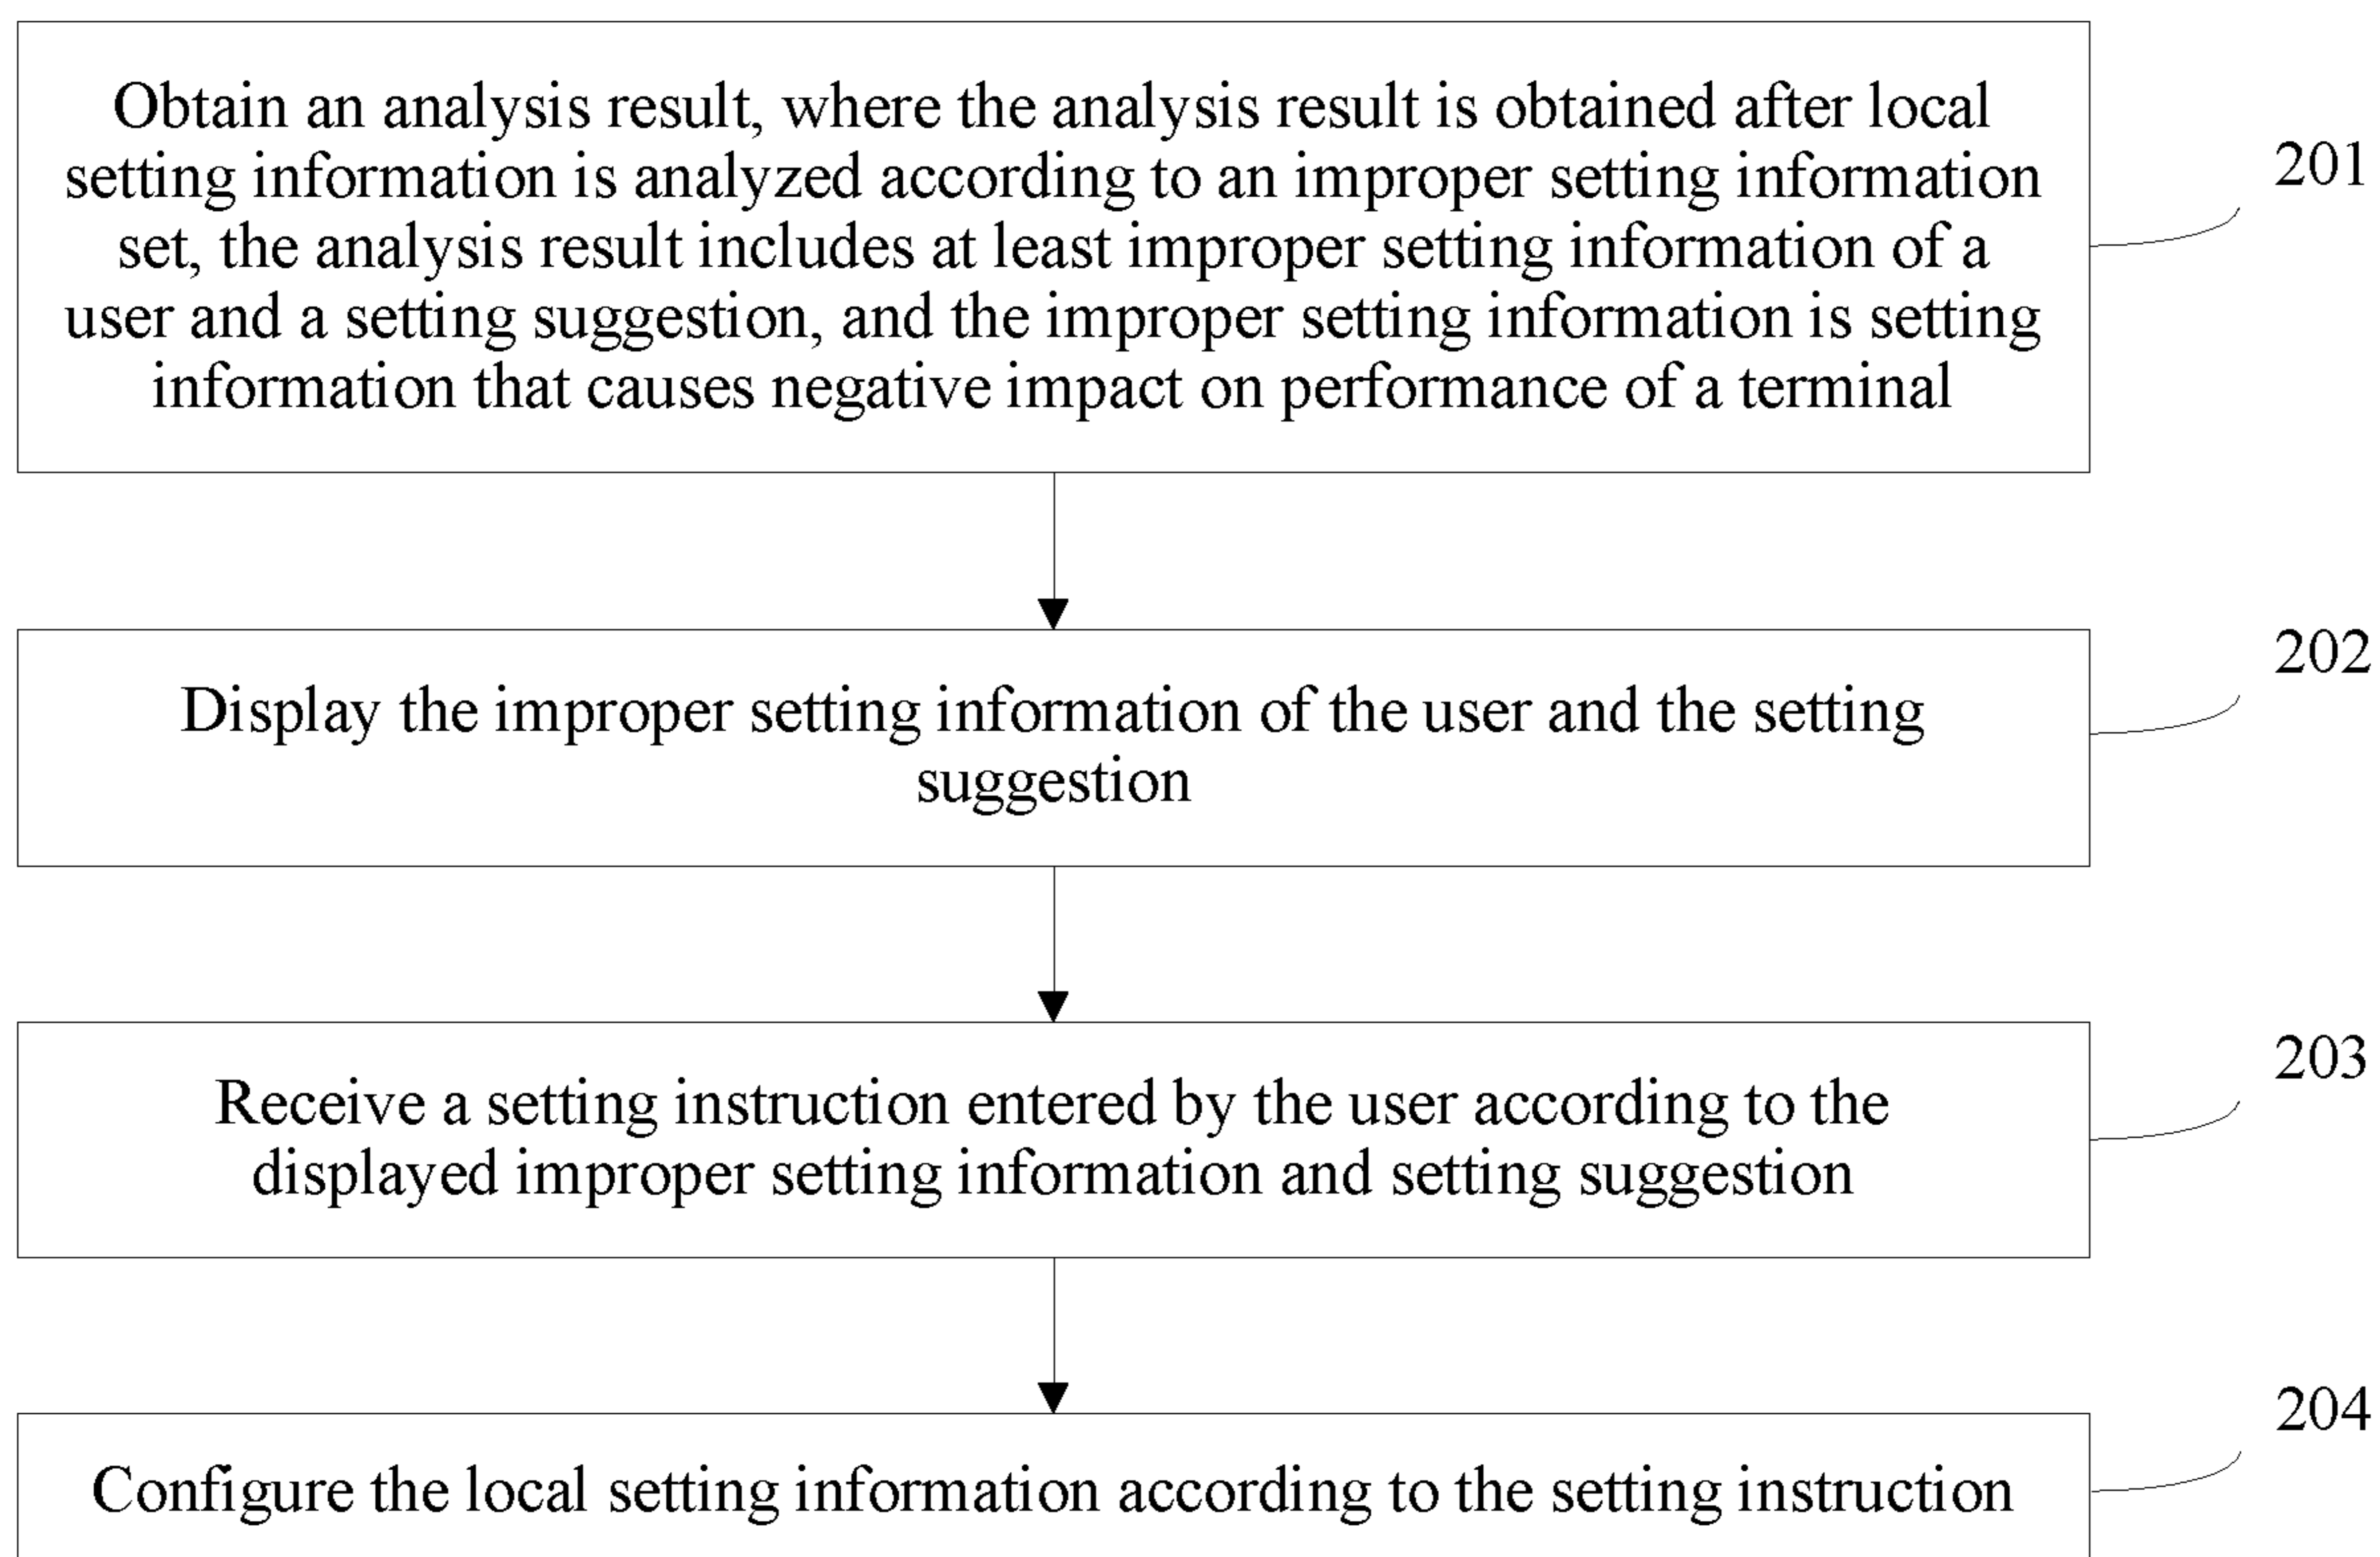 Obtain an analysis result, where the analysis result is obtained after local
setting information is analyzed according to an improper setting information
set, the analysis result includes at least improper setting information of a
user and a setting suggestion, and the improper setting information is setting
information that causes negative impact on performance of a terminal
201
Display the improper setting information of the user and the setting
suggestion
202
Receive a setting instruction entered by the user according to the
displayed improper setting information and setting suggestion
203
Configure the local setting information according to the setting instruction
204